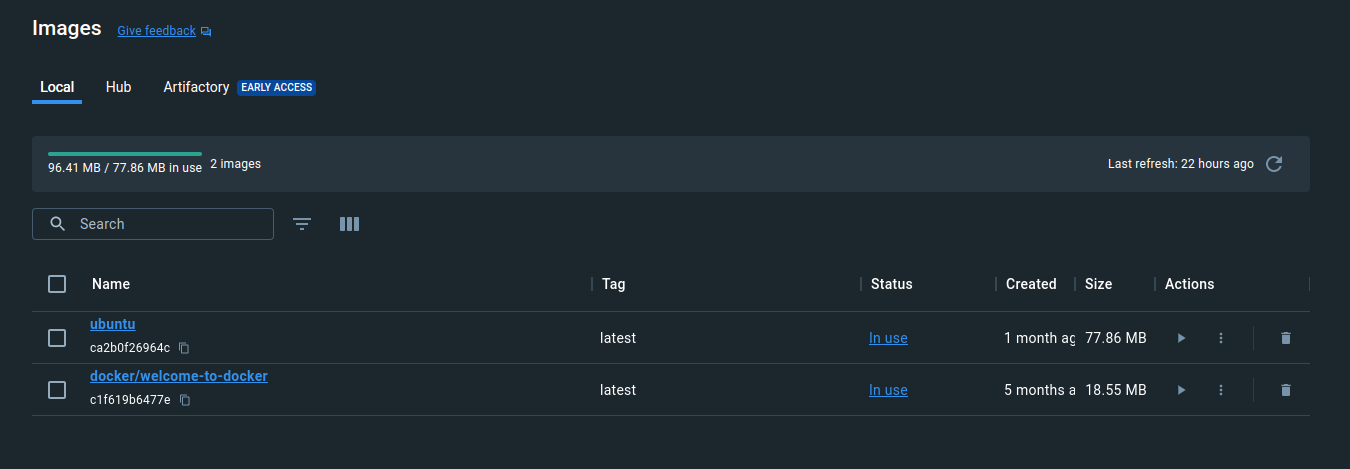 Images Give feedback
Local Hub Artifactory EARLY ACCESS
96.41 MB / 77.86 MB in use 2 images Last refresh: 22 hours ago
Search
Name Tag Status Created Size Actions
ubuntu
ca2b0f26964c latest In use 1 month ag 77.86 MB
docker/welcome-to-docker
c1f619b6477e latest In use 5 months a 18.55 MB